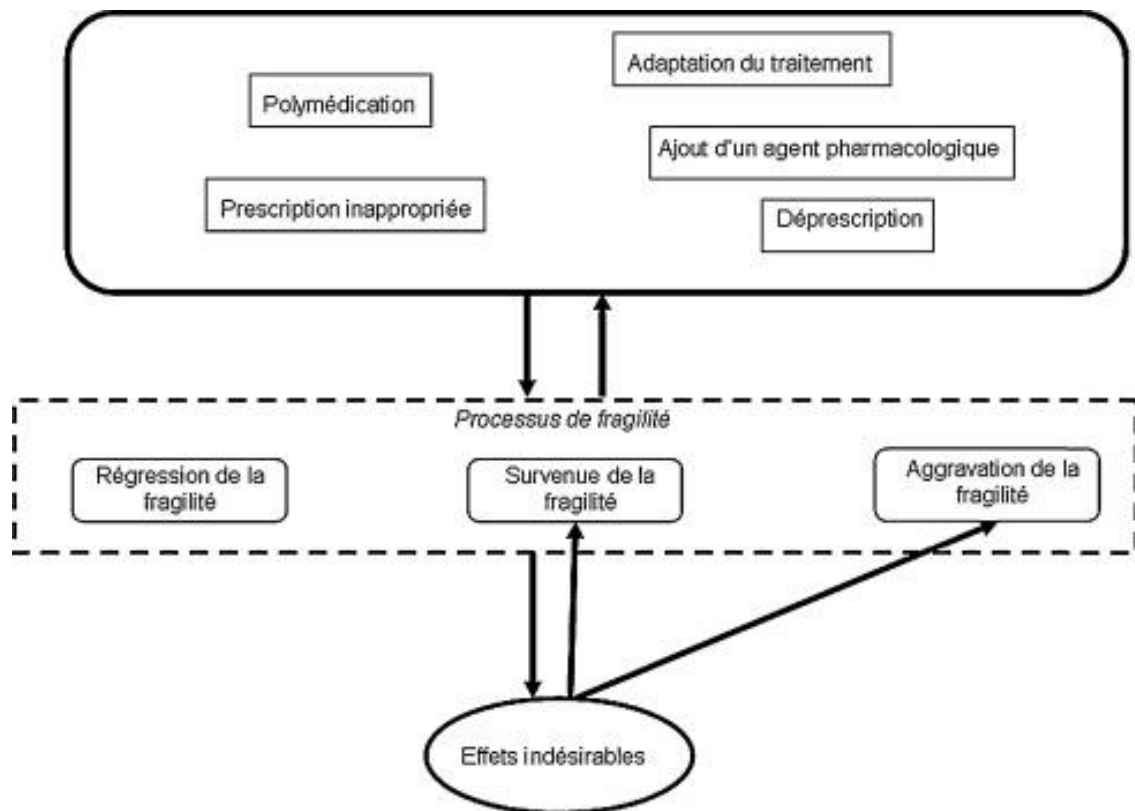 Adaptation du traitement
Polymédication
Ajout d'un agent pharmacologique
Prescription inappropriée
Déprescription
Processus de fragilité
Régression de la
fragilité
Survenue de la
fragilité
Aggravation de la
fragilité
Effets indésirables